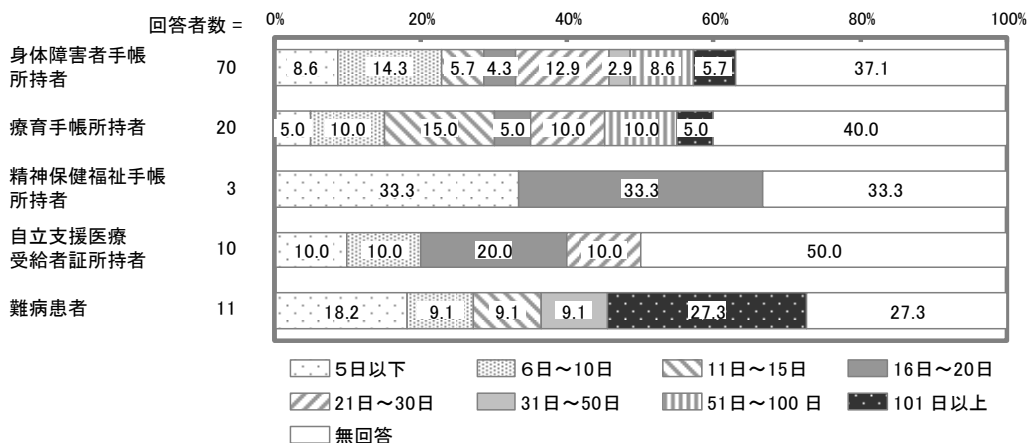 回答者数 = 0% 20% 40% 60% 80% 100%
身体障害者手帳
所持者
70 8.6 14.3 5.7 4.3 12.9 2.9 8.6 5.7 37.1
療育手帳所持者 20 5.0 10.0 15.0 5.0 10.0 10.0 5.0 40.0
精神保健福祉手帳
所持者
3 33.3 33.3 33.3
自立支援医療
受給者証所持者
10 10.0 10.0 20.0 10.0 50.0
難病患者 11 18.2 9.1 9.1 9.1 27.3 27.3
5日以下 6日～10日 11日～15日 16日～20日
21日～30日 31日～50日 51日～100 日 101 日以上
無回答